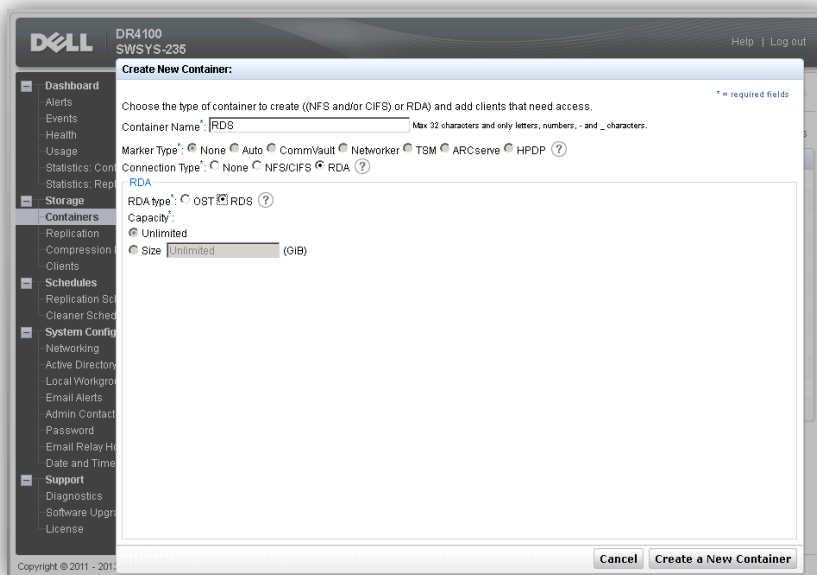 DELL
DR4100
SWSYS-235
Help | Log out
Create New Container:
* = required fields
Choose the type of container to create ((NFS and/or CIFS) or RDA) and add clients that need access.
Container Name*: RDS Max 32 characters and only letters, numbers, - and _ characters.
Marker Type*: None Auto CommVault Networker TSM ARCserve HPDP ?
Connection Type*: None NFS/CIFS RDA ?
RDA
RDA type*: OST RDS ?
Capacity*:
Unlimited
Size Unlimited (GiB)
Cancel Create a New Container
Dashboard
Alerts
Events
Health
Usage
Statistics: Cont
Statistics: Repl
Storage
Containers
Replication
Compression
Clients
Schedules
Replication Sch
Cleaner Sched
System Config
Networking
Active Directory
Local Workgro
Email Alerts
Admin Contact
Password
Email Relay Ho
Date and Time
Support
Diagnostics
Software Upgra
License
Copyright © 2011 - 2013